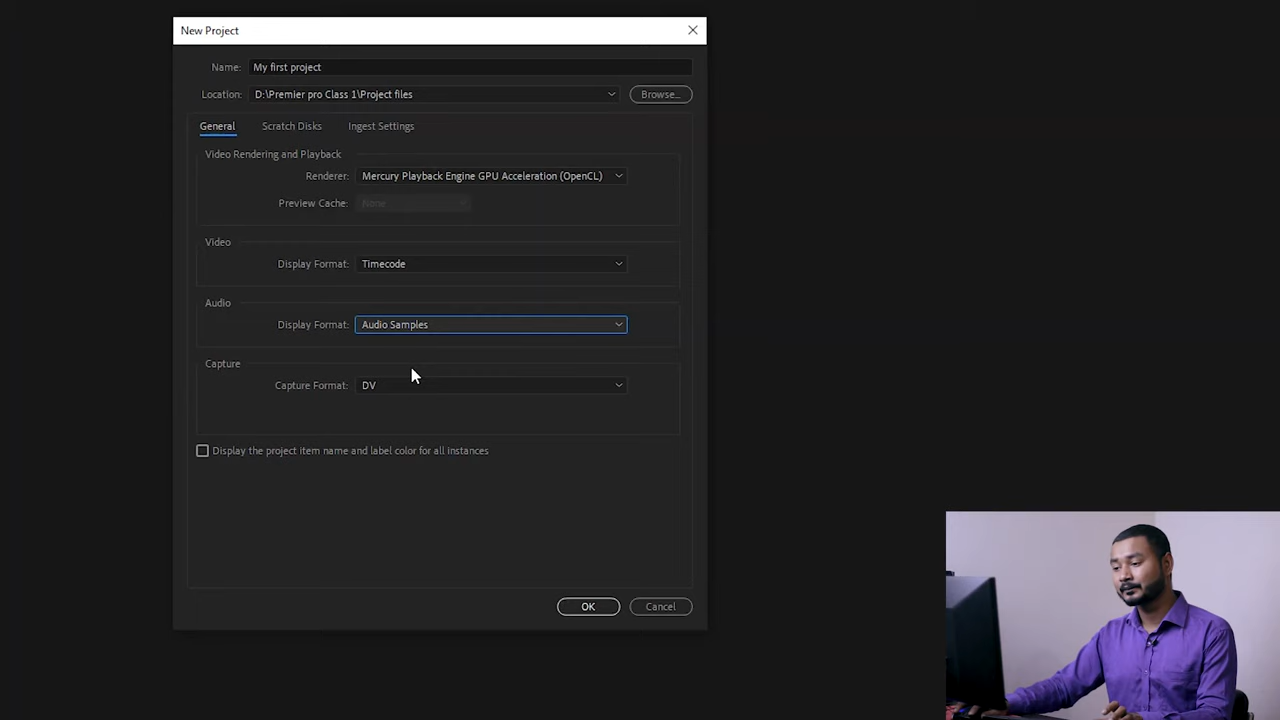 New Project
Name: My first project
Location: D:\Premier pro Class 1\Project files Browse...
General Scratch Disks Ingest Settings
Video Rendering and Playback
Renderer: Mercury Playback Engine GPU Acceleration (OpenCL)
Preview Cache: None
Video
Display Format: Timecode
Audio
Display Format: Audio Samples
Capture
Capture Format: DV
Display the project item name and label color for all instances
OK Cancel